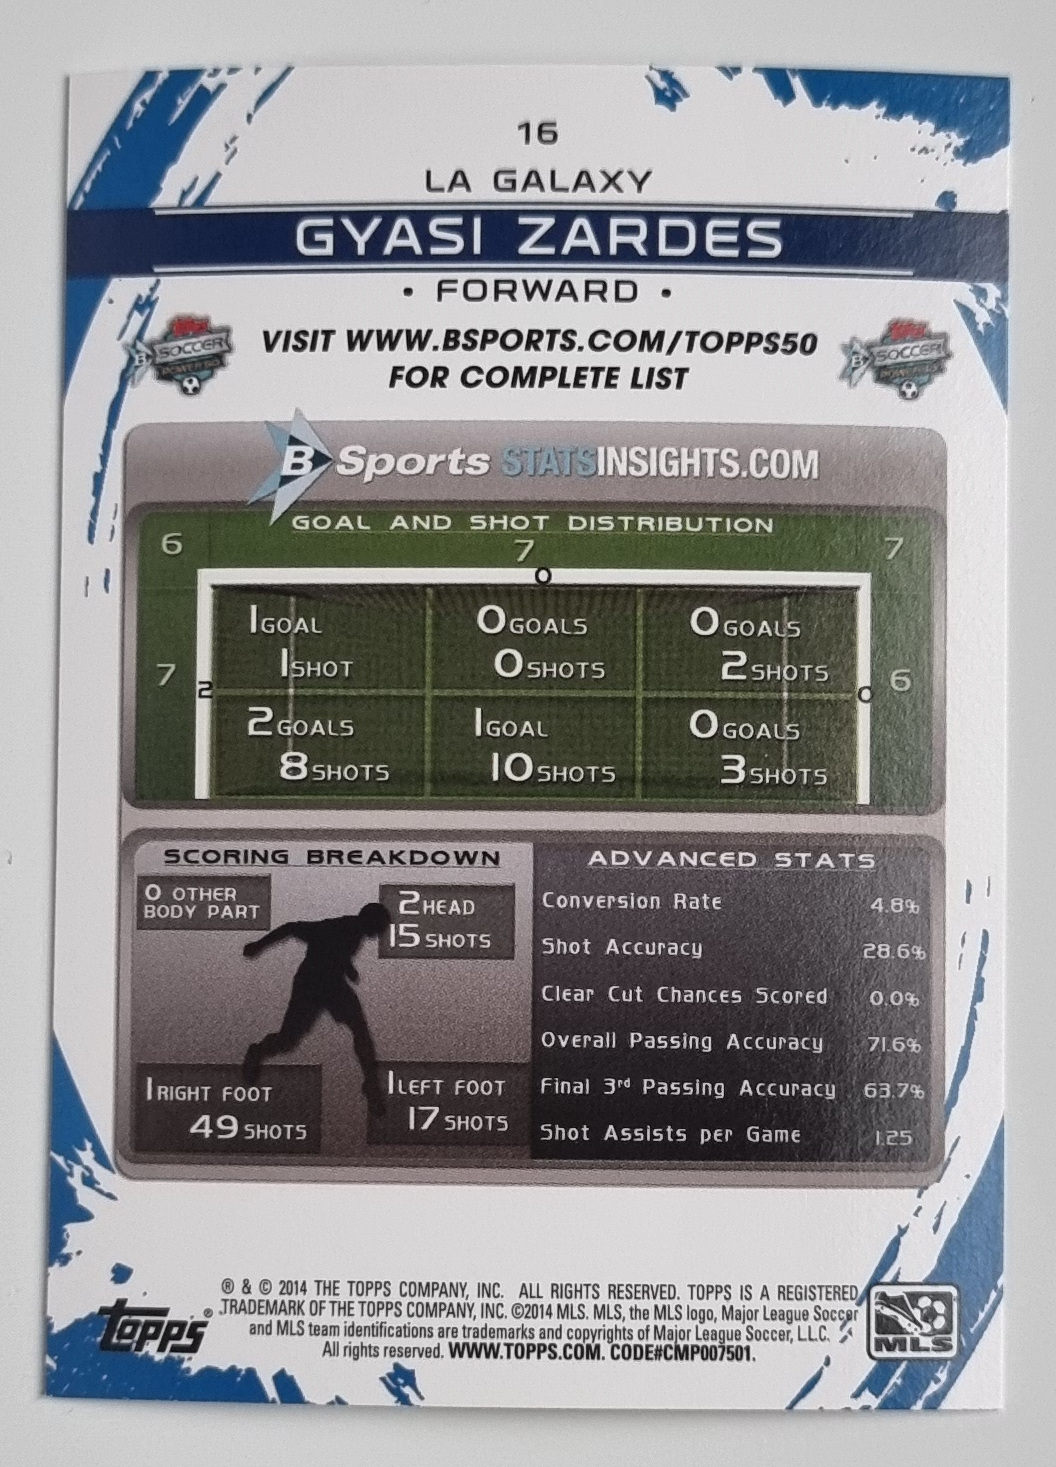 16
LA GALAXY
GYASI ZARDES
• FORWARD •
VISIT WWW.BSPORTS.COM/TOPPS50
FOR COMPLETE LIST
Topps
B SOCCER
Topps
B SOCCER
B Sports STATSINSIGHTS.COM
GOAL AND SHOT DISTRIBUTION
6 7 7
0
1 GOAL 0 GOALS 0 GOALS
1 SHOT 0 SHOTS 2 SHOTS
7 2 0 6
2 GOALS 1 GOAL 0 GOALS
8 SHOTS 10 SHOTS 3 SHOTS
SCORING BREAKDOWN
0 OTHER
BODY PART
2 HEAD
15 SHOTS
1 RIGHT FOOT
49 SHOTS
1 LEFT FOOT
17 SHOTS
ADVANCED STATS
Conversion Rate 4.8%
Shot Accuracy 28.6%
Clear Cut Chances Scored 0.0%
Overall Passing Accuracy 71.6%
Final 3rd Passing Accuracy 63.7%
Shot Assists per Game 1.25
topps®
® & © 2014 THE TOPPS COMPANY, INC. ALL RIGHTS RESERVED. TOPPS IS A REGISTERED
TRADEMARK OF THE TOPPS COMPANY, INC. ©2014 MLS. MLS, the MLS logo, Major League Soccer
and MLS team identifications are trademarks and copyrights of Major League Soccer, L.L.C.
All rights reserved. WWW.TOPPS.COM. CODE#CMP007501.
MLS